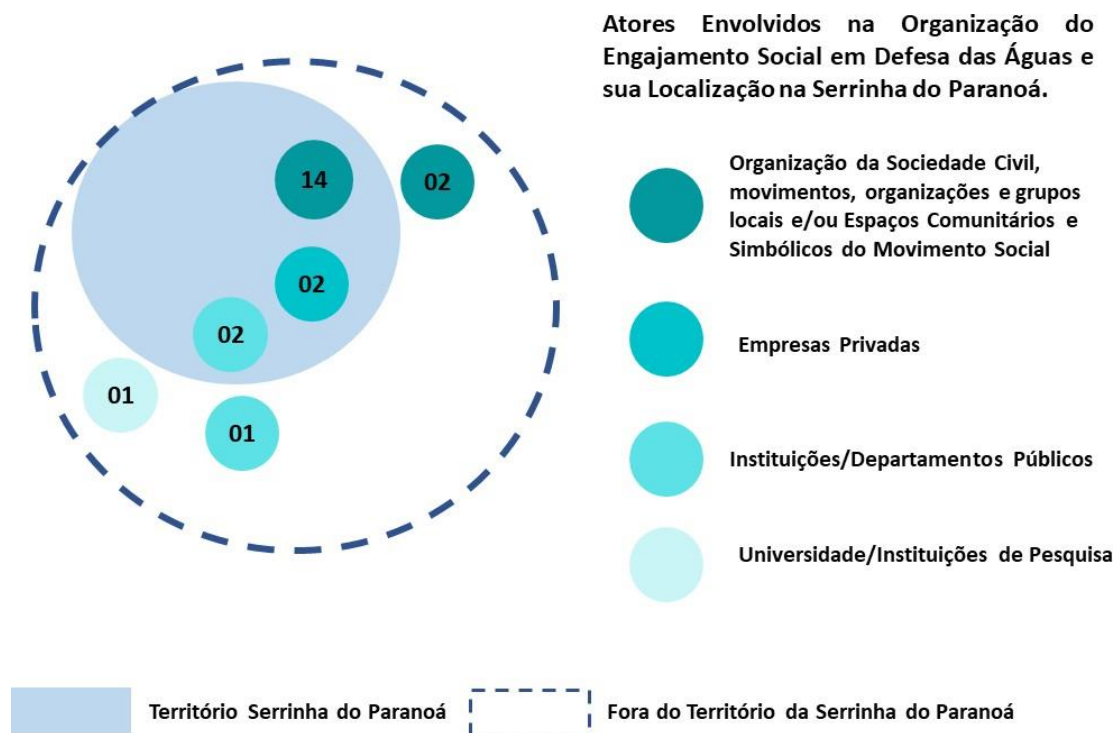 Atores Envolvidos na Organização do
Engajamento Social em Defesa das Águas e
sua Localização na Serrinha do Paranoá.
14
02
02
02
01
01
Organização da Sociedade Civil,
movimentos, organizações e grupos
locais e/ou Espaços Comunitários e
Simbólicos do Movimento Social
Empresas Privadas
Instituições/Departamentos Públicos
Universidade/Instituições de Pesquisa
Território Serrinha do Paranoá
Fora do Território da Serrinha do Paranoá